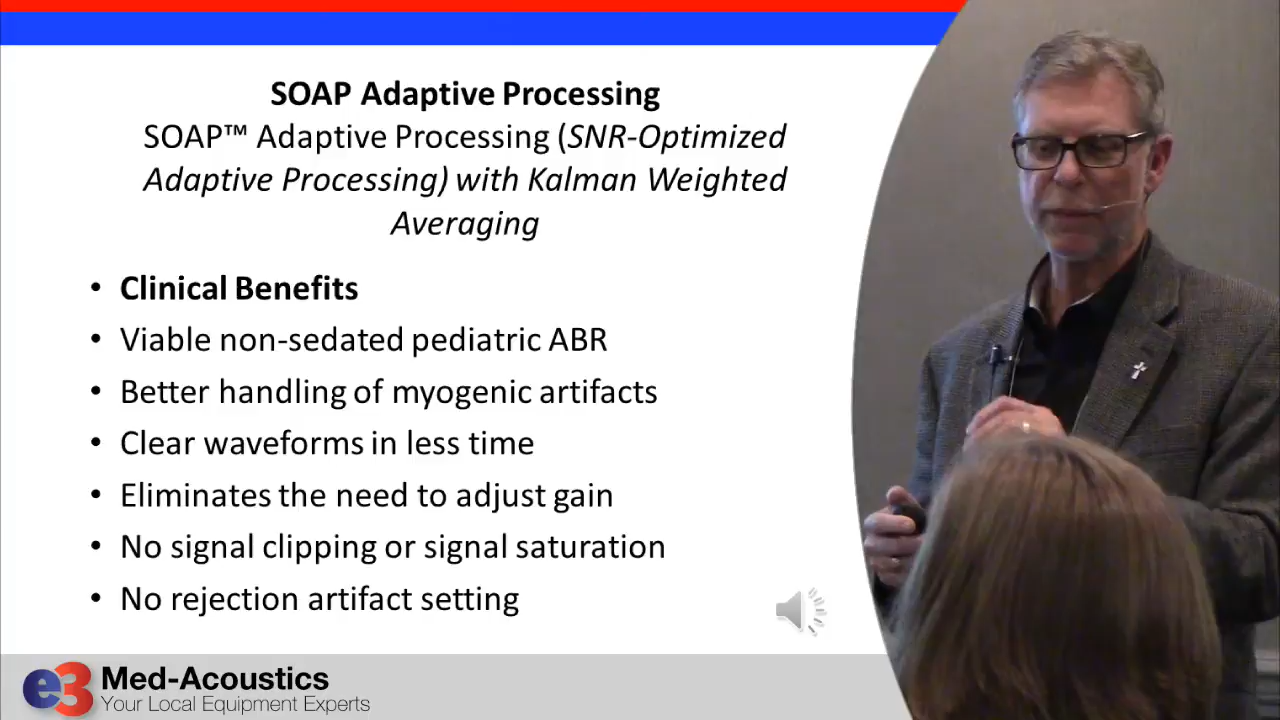 SOAP Adaptive Processing
SOAP™ Adaptive Processing (SNR-Optimized
Adaptive Processing) with Kalman Weighted
Averaging
• Clinical Benefits
• Viable non-sedated pediatric ABR
• Better handling of myogenic artifacts
• Clear waveforms in less time
• Eliminates the need to adjust gain
• No signal clipping or signal saturation
• No rejection artifact setting
e3 Med-Acoustics
Your Local Equipment Experts